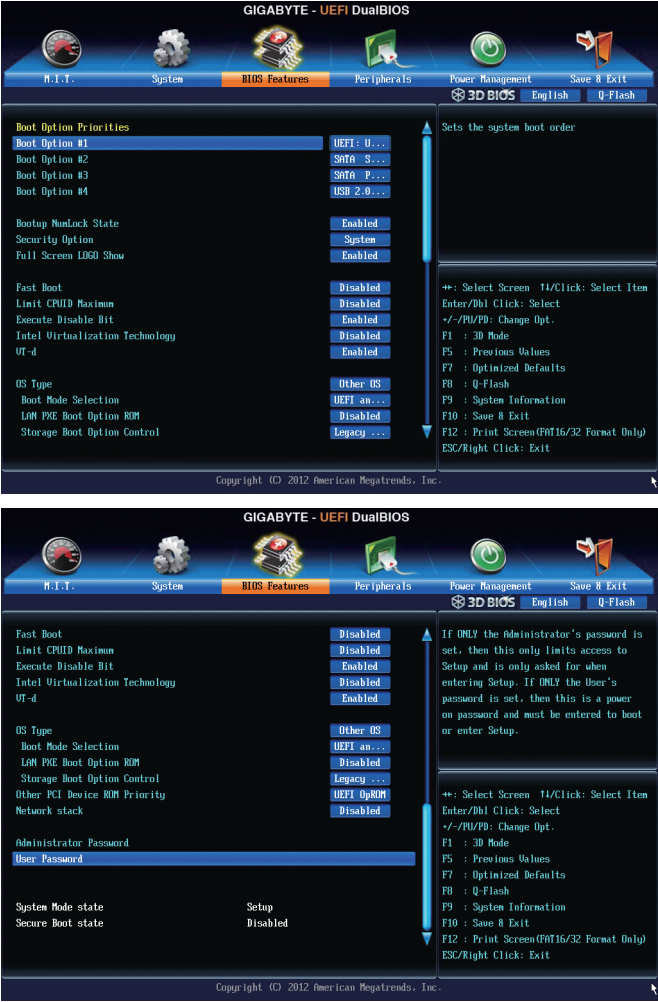 GIGABYTE - UEFI DualBIOS
M.I.T. System BIOS Features Peripherals Power Management Save & Exit
3D BIOS English Q-Flash
Boot Option Priorities
Boot Option #1 UEFI: U...
Boot Option #2 SATA S...
Boot Option #3 SATA P...
Boot Option #4 USB 2.0...
Bootup NumLock State Enabled
Security Option System
Full Screen LOGO Show Enabled
Fast Boot Disabled
Limit CPUID Maximum Disabled
Execute Disable Bit Enabled
Intel Virtualization Technology Disabled
VT-d Enabled
OS Type Other OS
Boot Mode Selection UEFI an...
LAN PXE Boot Option ROM Disabled
Storage Boot Option Control Legacy ...
Sets the system boot order
↔: Select Screen ↑↓/Click: Select Item
Enter/Dbl Click: Select
+/-/PU/PD: Change Opt.
F1 : 3D Mode
F5 : Previous Values
F7 : Optimized Defaults
F8 : Q-Flash
F9 : System Information
F10 : Save & Exit
F12 : Print Screen(FAT16/32 Format Only)
ESC/Right Click: Exit
Copyright (C) 2012 American Megatrends, Inc.
GIGABYTE - UEFI DualBIOS
M.I.T. System BIOS Features Peripherals Power Management Save & Exit
3D BIOS English Q-Flash
Fast Boot Disabled
Limit CPUID Maximum Disabled
Execute Disable Bit Enabled
Intel Virtualization Technology Disabled
VT-d Enabled
OS Type Other OS
Boot Mode Selection UEFI an...
LAN PXE Boot Option ROM Disabled
Storage Boot Option Control Legacy ...
Other PCI Device ROM Priority UEFI OpROM
Network stack Disabled
Administrator Password
User Password
System Mode state Setup
Secure Boot state Disabled
If ONLY the Administrator's password is
set, then this only limits access to
Setup and is only asked for when
entering Setup. If ONLY the User's
password is set, then this is a power
on password and must be entered to boot
or enter Setup.
↔: Select Screen ↑↓/Click: Select Item
Enter/Dbl Click: Select
+/-/PU/PD: Change Opt.
F1 : 3D Mode
F5 : Previous Values
F7 : Optimized Defaults
F8 : Q-Flash
F9 : System Information
F10 : Save & Exit
F12 : Print Screen(FAT16/32 Format Only)
ESC/Right Click: Exit
Copyright (C) 2012 American Megatrends, Inc.